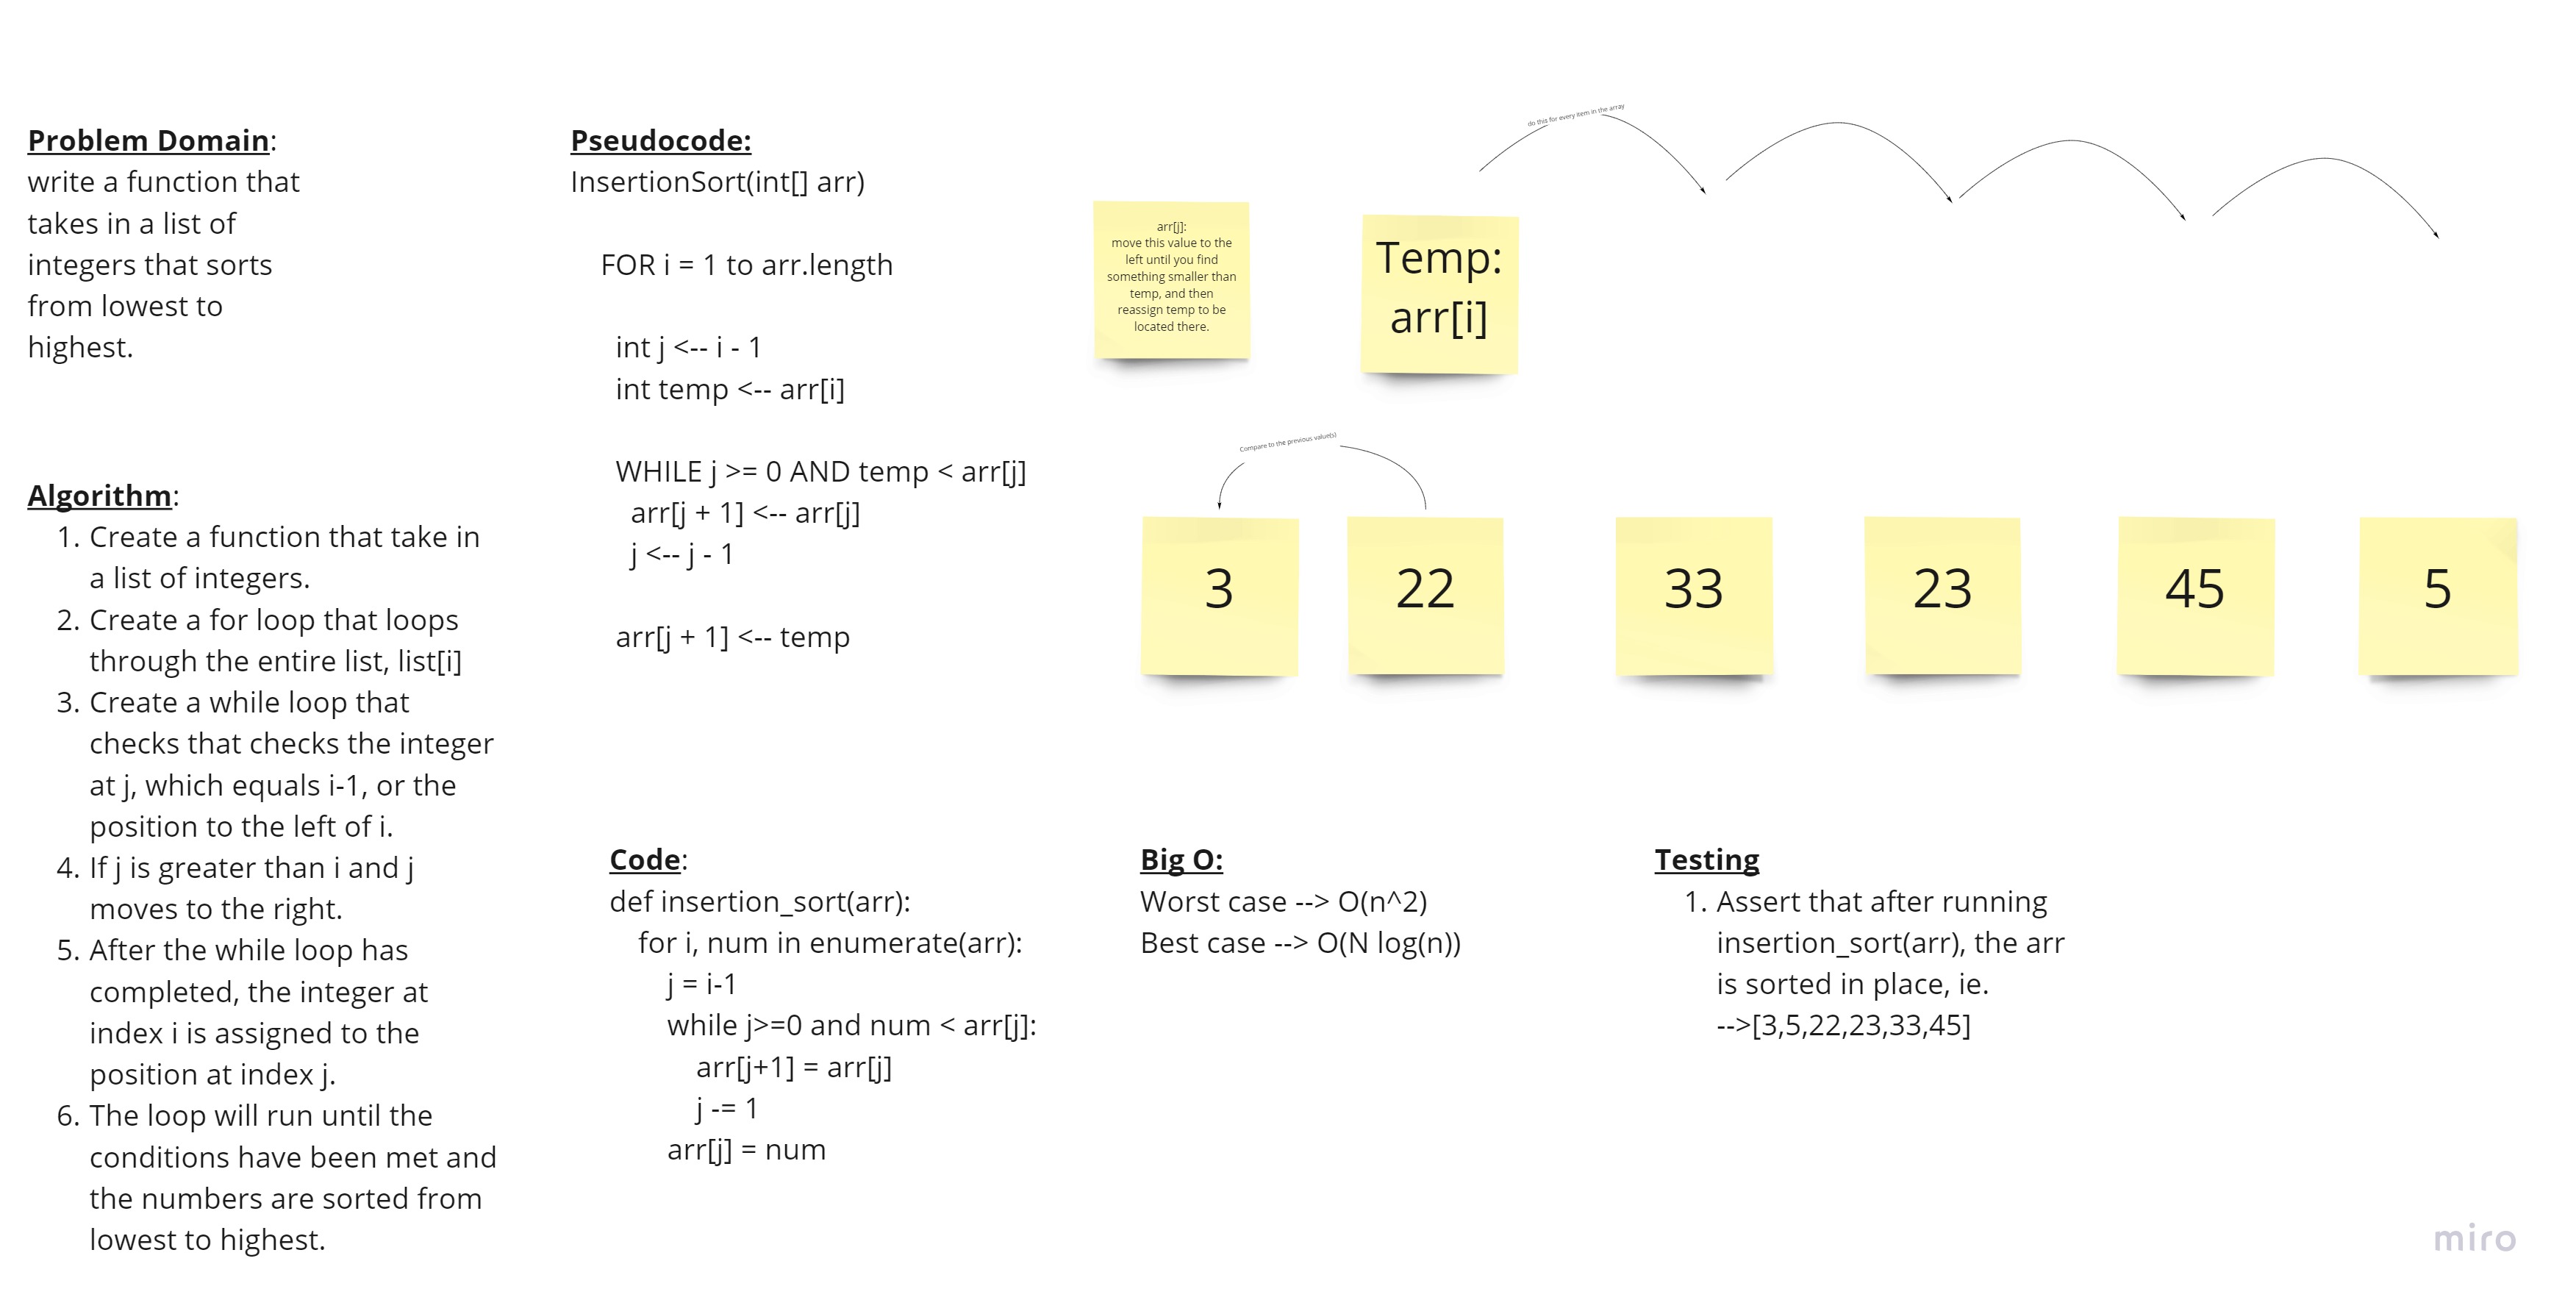 Problem Domain:
write a function that
takes in a list of
integers that sorts
from lowest to
highest.
Algorithm:
1. Create a function that take in
a list of integers.
2. Create a for loop that loops
through the entire list, list[i]
3. Create a while loop that
checks that checks the integer
at j, which equals i-1, or the
position to the left of i.
4. If j is greater than i and j
moves to the right.
5. After the while loop has
completed, the integer at
index i is assigned to the
position at index j.
6. The loop will run until the
conditions have been met and
the numbers are sorted from
lowest to highest.
Pseudocode:
InsertionSort(int[] arr)
FOR i = 1 to arr.length
int j <-- i - 1
int temp <-- arr[i]
WHILE j >= 0 AND temp < arr[j]
arr[j + 1] <-- arr[j]
j <-- j - 1
arr[j + 1] <-- temp
do this for every item in the array
arr[j]:
move this value to the
left until you find
something smaller than
temp, and then
reassign temp to be
located there.
Temp:
arr[i]
Compare to the previous value(s)
3
22
33
23
45
5
Code:
def insertion_sort(arr):
for i, num in enumerate(arr):
j = i-1
while j>=0 and num < arr[j]:
arr[j+1] = arr[j]
j -= 1
arr[j] = num
Big O:
Worst case --> O(n^2)
Best case --> O(N log(n))
Testing
1. Assert that after running
insertion_sort(arr), the arr
is sorted in place, ie.
-->[3,5,22,23,33,45]
miro